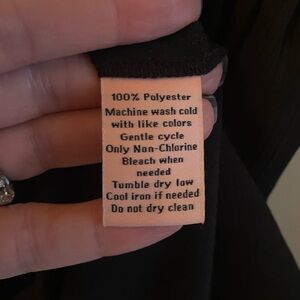 100% Polyester
Machine wash cold
with like colors
Gentle cycle
Only Non-Chlorine
Bleach when
needed
Tumble dry low
Cool iron if needed
Do not dry clean